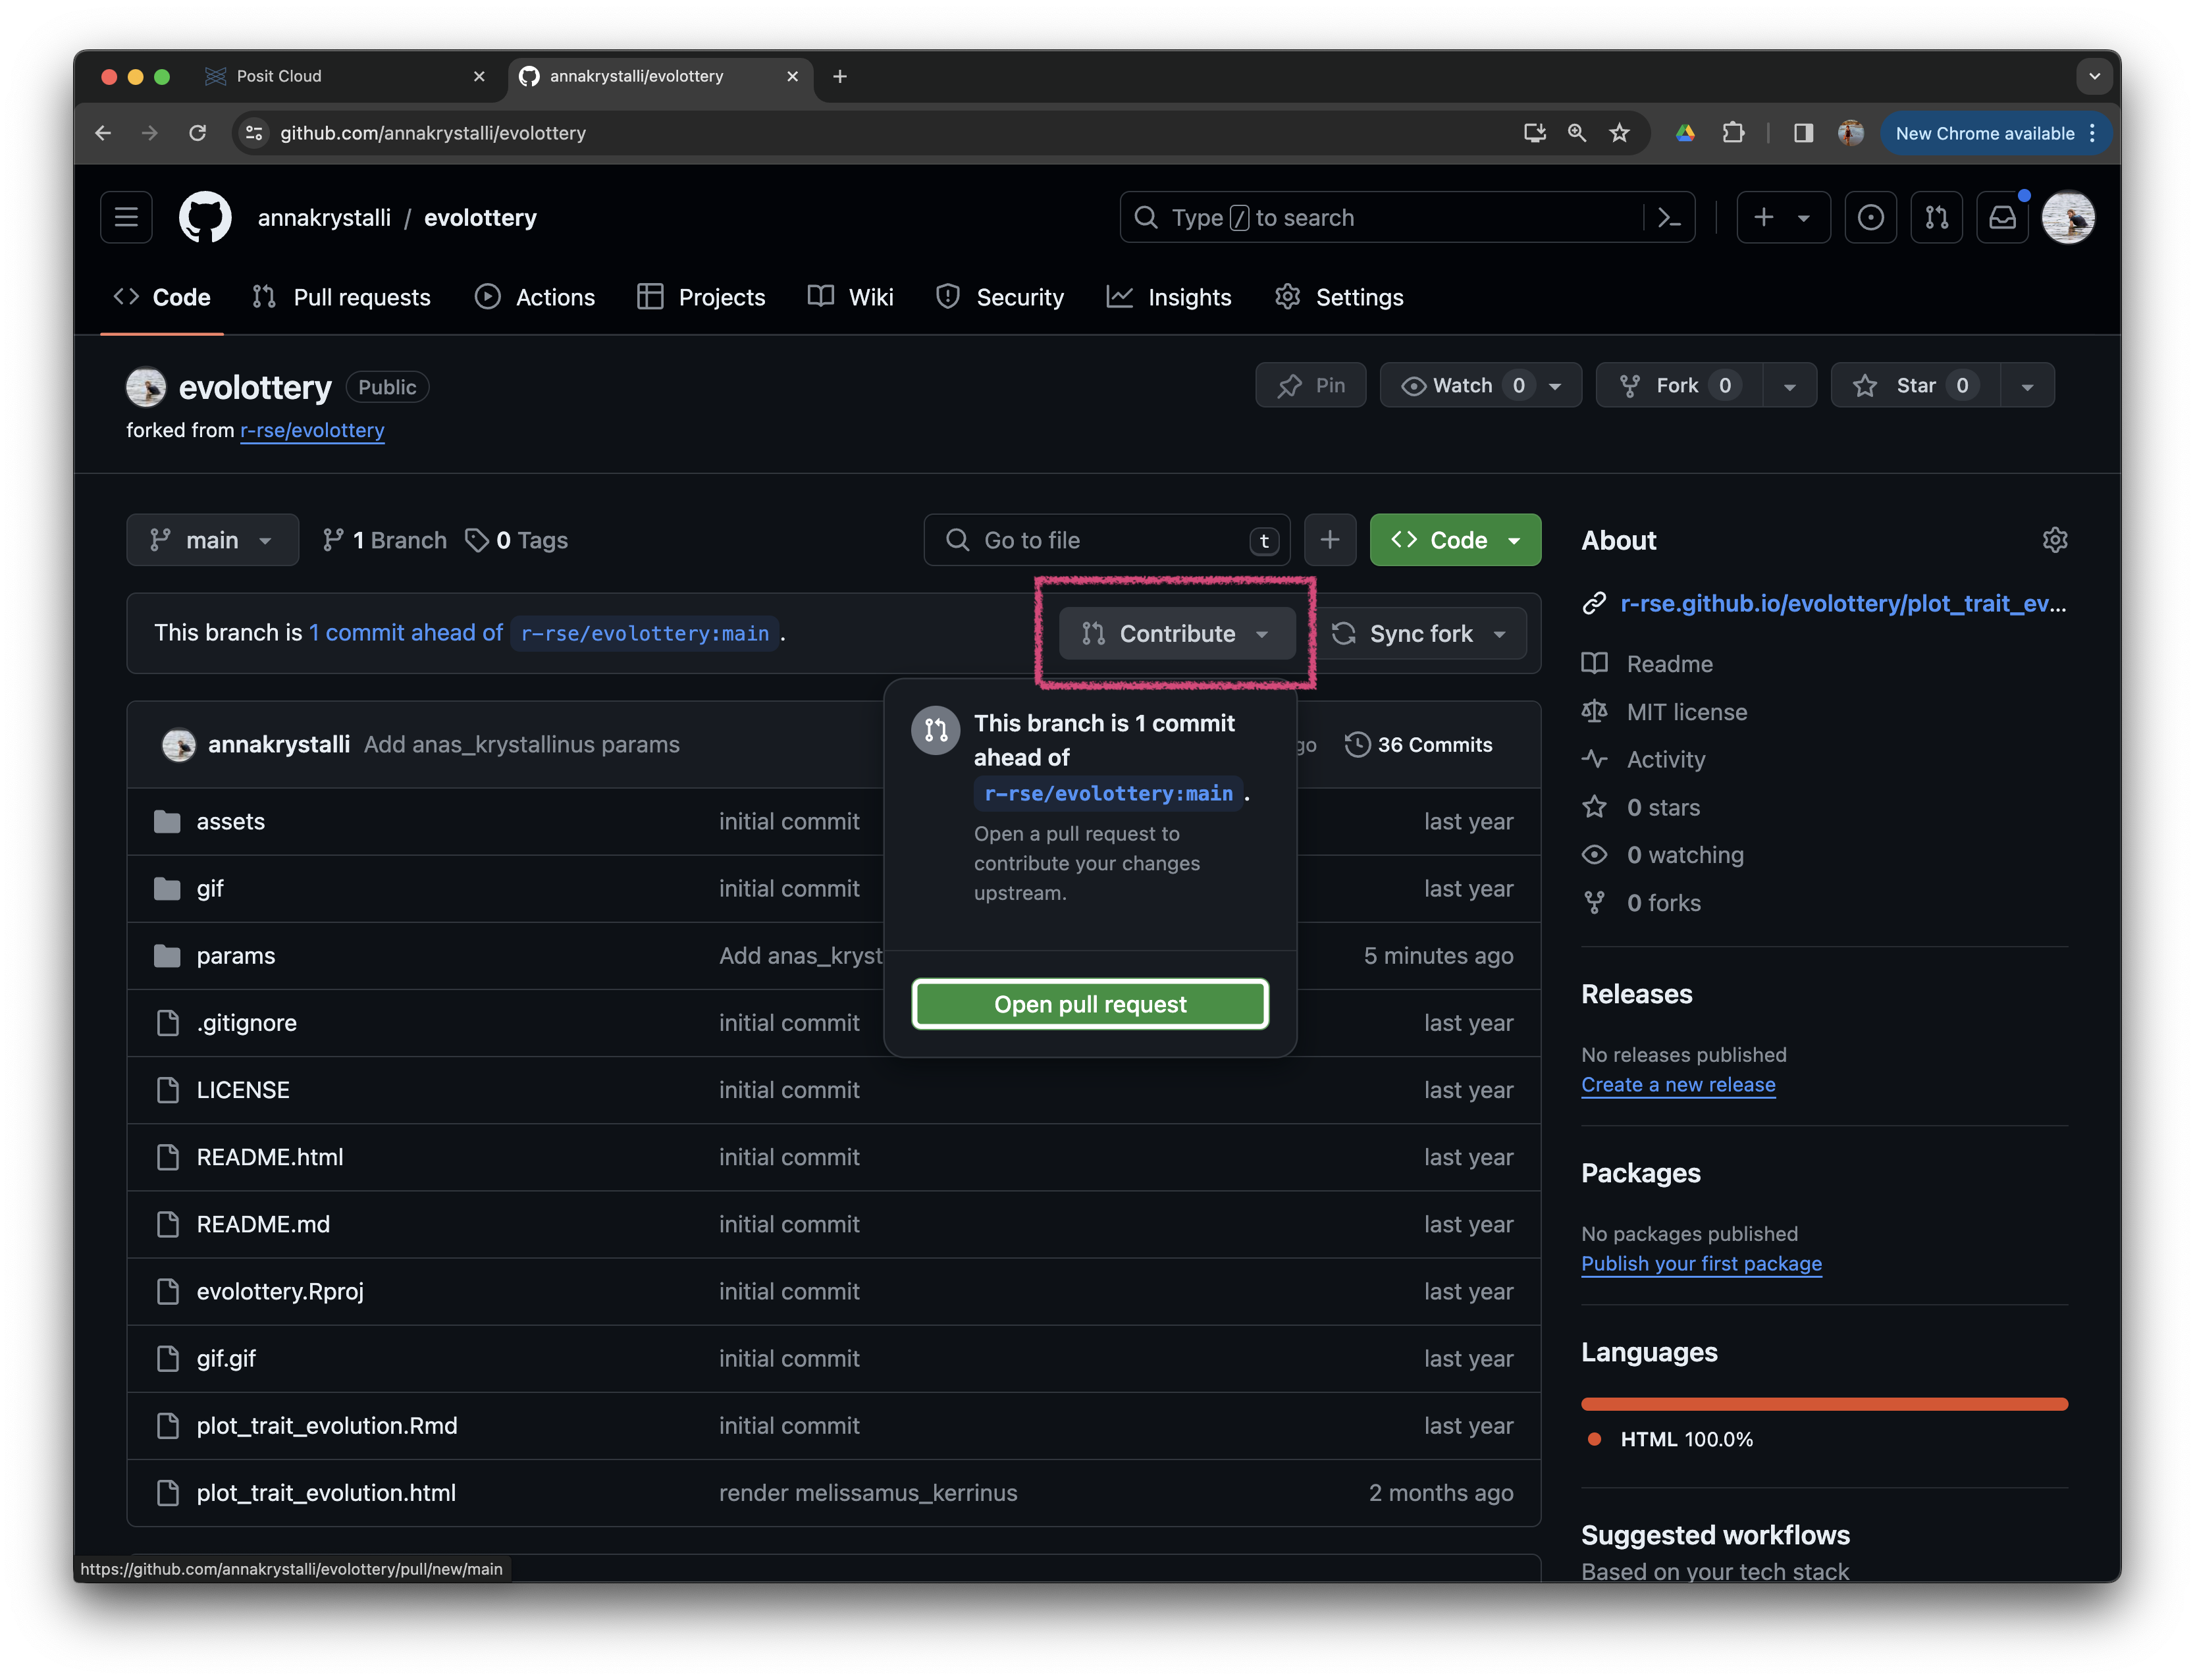 Posit Cloud
annakrystalli/evolottery
github.com/annakrystalli/evolottery
New Chrome available
annakrystalli / evolottery
Type / to search
Code
Pull requests
Actions
Projects
Wiki
Security
Insights
Settings
evolottery Public
Pin
Watch 0
Fork 0
Star 0
forked from r-rse/evolottery
main
1 Branch
0 Tags
Go to file t
Code
This branch is 1 commit ahead of r-rse/evolottery:main .
Contribute
Sync fork
This branch is 1 commit
ahead of
r-rse/evolottery:main .
Open a pull request to
contribute your changes
upstream.
Open pull request
annakrystalli Add anas_krystallinus params go 36 Commits
assets initial commit last year
gif initial commit last year
params Add anas_kryst 5 minutes ago
.gitignore initial commit last year
LICENSE initial commit last year
README.html initial commit last year
README.md initial commit last year
evolottery.Rproj initial commit last year
gif.gif initial commit last year
plot_trait_evolution.Rmd initial commit last year
plot_trait_evolution.html render melissamus_kerrinus 2 months ago
About
r-rse.github.io/evolottery/plot_trait_ev...
Readme
MIT license
Activity
0 stars
0 watching
0 forks
Releases
No releases published
Create a new release
Packages
No packages published
Publish your first package
Languages
HTML 100.0%
Suggested workflows
Based on your tech stack
https://github.com/annakrystalli/evolottery/pull/new/main